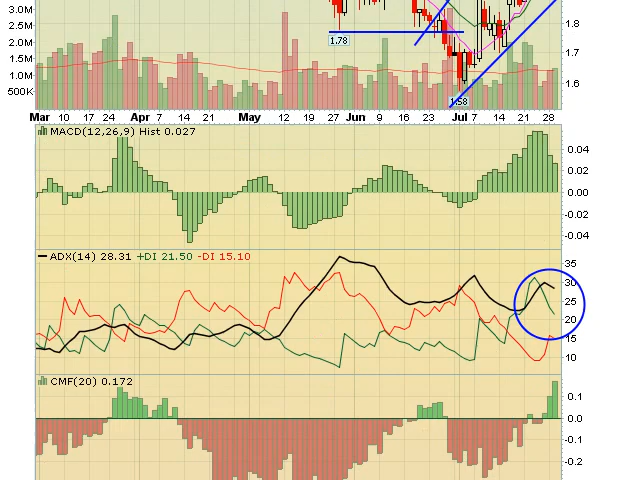 3.0M
2.5M
2.0M
1.5M
1.0M
500K
1.8
1.7
1.6
1.78
1.58
Mar 10 17 24 Apr 7 14 21 May 12 19 27 Jun 9 16 23 Jul 7 14 21 28
MACD(12,26,9) Hist 0.027
0.04
0.02
0.00
-0.02
-0.04
ADX(14) 28.31 +DI 21.50 -DI 15.10
35
30
25
20
15
10
CMF(20) 0.172
0.1
-0.0
-0.1
-0.2